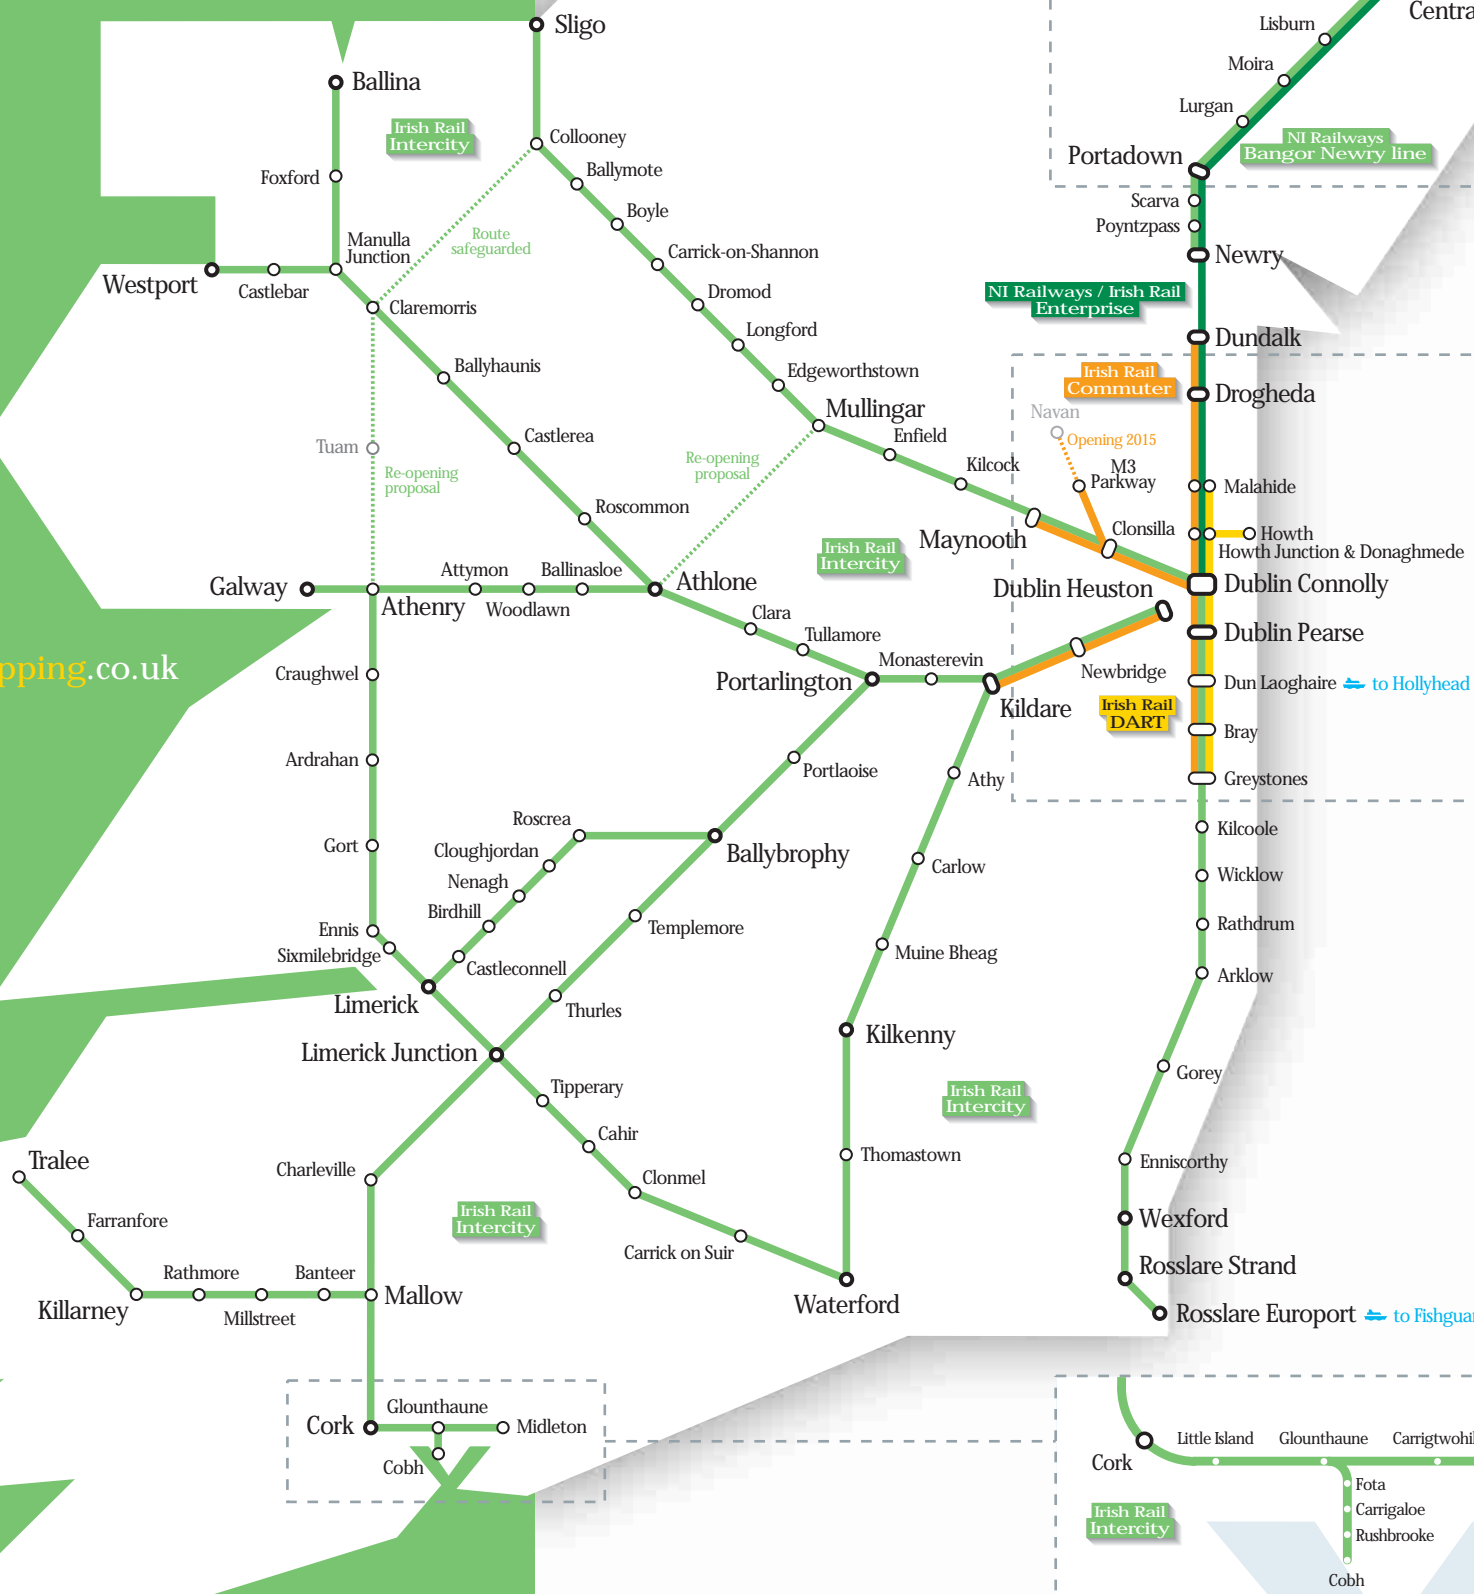 Sligo
Lisburn
Centra
Moira
Ballina
Lurgan
Irish Rail
Intercity
Collooney
NI Railways
Bangor Newry line
Portadown
Foxford
Ballymote
Scarva
Boyle
Poyntzpass
Route
safeguarded
Manulla
Junction
Carrick-on-Shannon
Newry
Westport
Castlebar
NI Railways / Irish Rail
Enterprise
Claremorris
Dromod
Longford
Dundalk
Ballyhaunis
Edgeworthstown
Irish Rail
Commuter
Drogheda
Mullingar
Navan
Opening 2015
Castlerea
Enfield
Tuam
Re-opening
proposal
Re-opening
proposal
Kilcock
M3
Parkway
Malahide
Roscommon
Clonsilla
Howth
Maynooth
Howth Junction & Donaghmede
Irish Rail
Intercity
Galway
Attymon
Ballinasloe
Athlone
Dublin Heuston
Dublin Connolly
Athenry
Woodlawn
Clara
Tullamore
Dublin Pearse
pping.co.uk
Craughwel
Monasterevin
Newbridge
Portarlington
Dun Laoghaire
to Hollyhead
Kildare
Irish Rail
DART
Bray
Ardrahan
Portlaoise
Athy
Greystones
Roscrea
Kilcoole
Gort
Cloughjordan
Ballybrophy
Carlow
Nenagh
Wicklow
Birdhill
Ennis
Templemore
Rathdrum
Sixmilebridge
Castleconnell
Muine Bheag
Arklow
Limerick
Thurles
Kilkenny
Limerick Junction
Gorey
Tipperary
Irish Rail
Intercity
Cahir
Tralee
Charleville
Thomastown
Enniscorthy
Clonmel
Farranfore
Irish Rail
Intercity
Wexford
Carrick on Suir
Rathmore
Banteer
Rosslare Strand
Killarney
Millstreet
Mallow
Waterford
Rosslare Europort
to Fishguar
Glounthaune
Cork
Midleton
Cobh
Little Island
Glounthaune
Carrigtwohil
Cork
Fota
Irish Rail
Intercity
Carrigaloe
Rushbrooke
Cobh